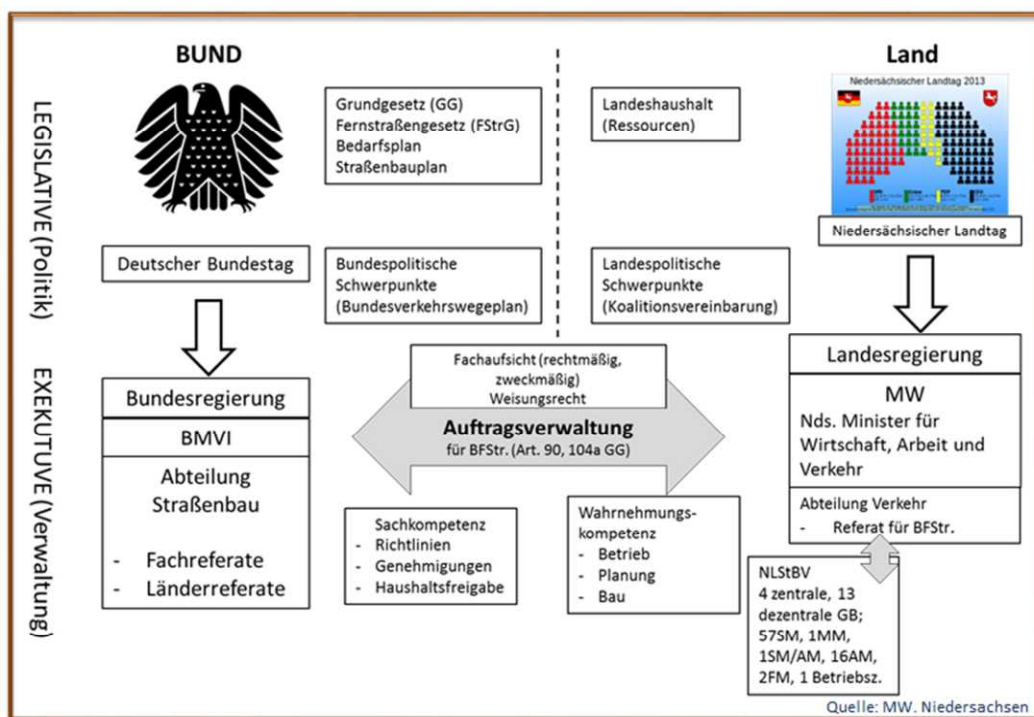 BUND
Land
LEGISLATIVE (Politik)
EXEKUTUVE (Verwaltung)
Grundgesetz (GG)
Fernstraßengesetz (FStrG)
Bedarfsplan
Straßenbauplan
Landeshaushalt
(Ressourcen)
Niedersächsischer Landtag 2013
Niedersächsischer Landtag
Deutscher Bundestag
Bundespolitische
Schwerpunkte
(Bundesverkehrswegeplan)
Landespolitische
Schwerpunkte
(Koalitionsvereinbarung)
Fachaufsicht (rechtmäßig,
zweckmäßig)
Weisungsrecht
Auftragsverwaltung
für BFStr. (Art. 90, 104a GG)
Bundesregierung
BMVI
Abteilung
Straßenbau
- Fachreferate
- Länderreferate
Sachkompetenz
- Richtlinien
- Genehmigungen
- Haushaltsfreigabe
Wahrnehmungs-
kompetenz
- Betrieb
- Planung
- Bau
Landesregierung
MW
Nds. Minister für
Wirtschaft, Arbeit und
Verkehr
Abteilung Verkehr
- Referat für BFStr.
NLStBV
4 zentrale, 13
dezentrale GB;
57SM, 1MM,
1SM/AM, 16AM,
2FM, 1 Betriebsz.
Quelle: MW. Niedersachsen